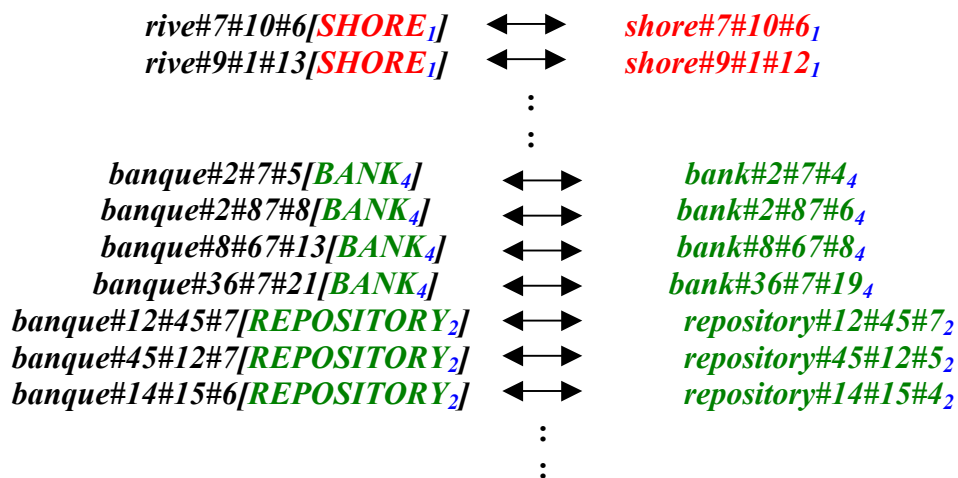 rive#7#10#6[SHORE1] shore#7#10#61
rive#9#1#13[SHORE1] shore#9#1#121
:
:
banque#2#7#5[BANK4] bank#2#7#44
banque#2#87#8[BANK4] bank#2#87#64
banque#8#67#13[BANK4] bank#8#67#84
banque#36#7#21[BANK4] bank#36#7#194
banque#12#45#7[REPOSITORY2] repository#12#45#72
banque#45#12#7[REPOSITORY2] repository#45#12#52
banque#14#15#6[REPOSITORY2] repository#14#15#42
:
: